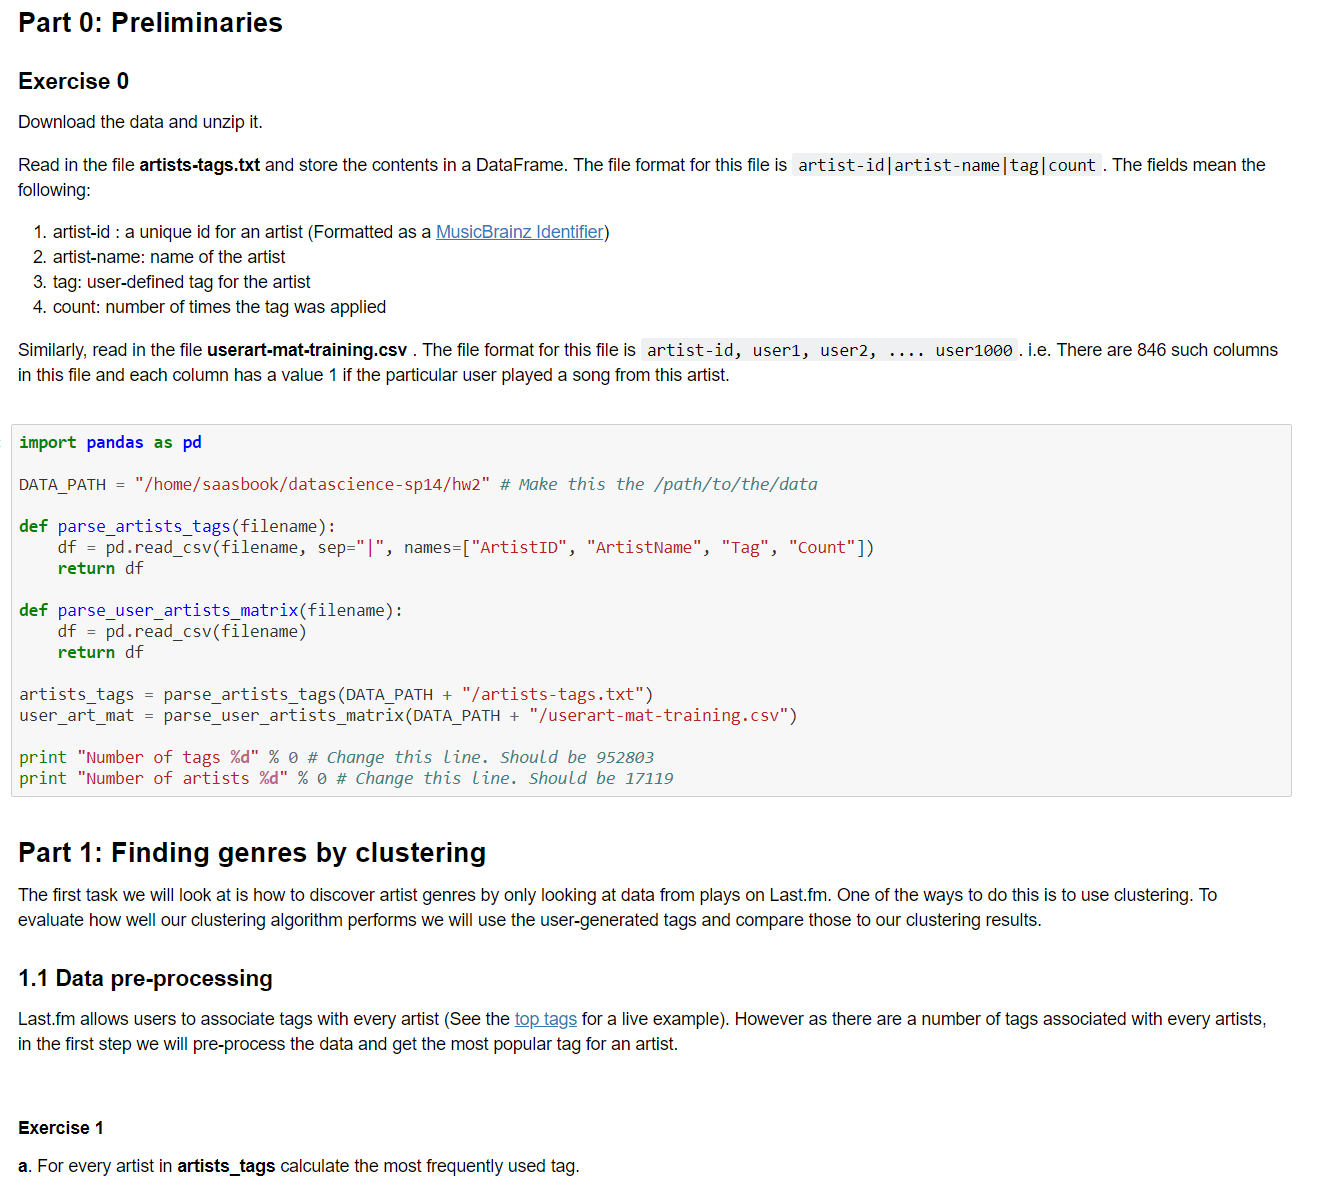 Part 0: Preliminaries
Exercise 0
Download the data and unzip it.
Read in the file artists-tags.txt and store the contents in a DataFrame. The file format for this file is artist-id|artist-name|tag|count . The fields mean the
following:
1. artist-id : a unique id for an artist (Formatted as a MusicBrainz Identifier)
2. artist-name: name of the artist
3. tag: user-defined tag for the artist
4. count: number of times the tag was applied
Similarly, read in the file userart-mat-training.csv . The file format for this file is artist-id, user1, user2, .... user1000 . i.e. There are 846 such columns
in this file and each column has a value 1 if the particular user played a song from this artist.
import pandas as pd
DATA_PATH = "/home/saasbook/datascience-sp14/hw2" # Make this the /path/to/the/data
def parse_artists_tags(filename):
    df = pd.read_csv(filename, sep="|", names=["ArtistID", "ArtistName", "Tag", "Count"])
    return df
def parse_user_artists_matrix(filename):
    df = pd.read_csv(filename)
    return df
artists_tags = parse_artists_tags(DATA_PATH + "/artists-tags.txt")
user_art_mat = parse_user_artists_matrix(DATA_PATH + "/userart-mat-training.csv")
print "Number of tags %d" % 0 # Change this line. Should be 952803
print "Number of artists %d" % 0 # Change this line. Should be 17119
Part 1: Finding genres by clustering
The first task we will look at is how to discover artist genres by only looking at data from plays on Last.fm. One of the ways to do this is to use clustering. To
evaluate how well our clustering algorithm performs we will use the user-generated tags and compare those to our clustering results.
1.1 Data pre-processing
Last.fm allows users to associate tags with every artist (See the top tags for a live example). However as there are a number of tags associated with every artists,
in the first step we will pre-process the data and get the most popular tag for an artist.
Exercise 1
a. For every artist in artists_tags calculate the most frequently used tag.